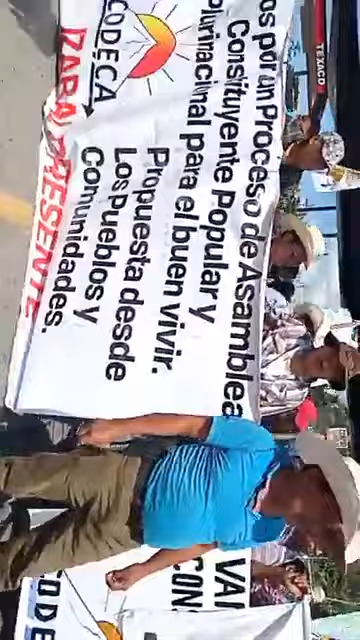 os por un Proceso de Asamblea
Constituyente Popular y
Plurinacional para el buen vivir.
Propuesta desde
Los Pueblos y
Comunidades.
CODECA
PRESENTE
TEXACO
VA
CON
CODE